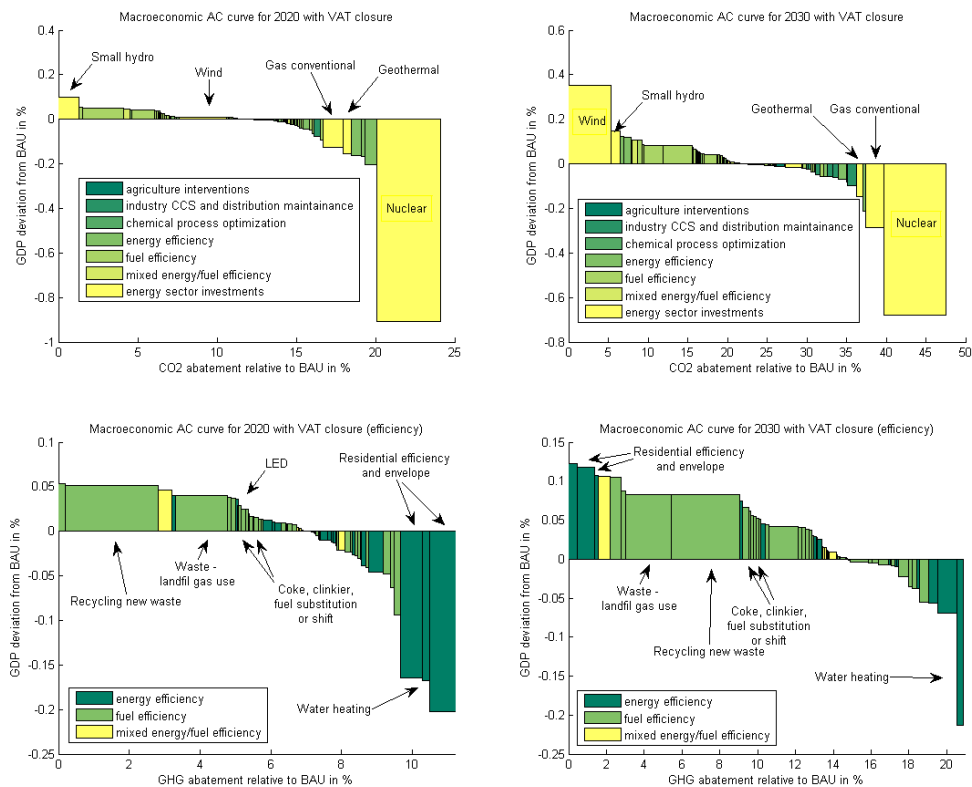 Macroeconomic AC curve for 2020 with VAT closure
0.4
0.2
0
-0.2
-0.4
-0.6
-0.8
-1
GDP deviation from BAU in %
Small hydro
Wind
Gas conventional
Geothermal
Nuclear
agriculture interventions
industry CCS and distribution maintainance
chemical process optimization
energy efficiency
fuel efficiency
mixed energy/fuel efficiency
energy sector investments
0 5 10 15 20 25
CO2 abatement relative to BAU in %
Macroeconomic AC curve for 2030 with VAT closure
0.6
0.4
0.2
0
-0.2
-0.4
-0.6
-0.8
GDP deviation from BAU in %
Wind
Small hydro
Geothermal
Gas conventional
Nuclear
agriculture interventions
industry CCS and distribution maintainance
chemical process optimization
energy efficiency
fuel efficiency
mixed energy/fuel efficiency
energy sector investments
0 5 10 15 20 25 30 35 40 45 50
CO2 abatement relative to BAU in %
Macroeconomic AC curve for 2020 with VAT closure (efficiency)
0.1
0.05
0
-0.05
-0.1
-0.15
-0.2
-0.25
GDP deviation from BAU in %
LED
Residential efficiency
and envelope
Recycling new waste
Waste -
landfil gas use
Coke, clinkier,
fuel substitution
or shift
Water heating
energy efficiency
fuel efficiency
mixed energy/fuel efficiency
0 2 4 6 8 10
GHG abatement relative to BAU in %
Macroeconomic AC curve for 2030 with VAT closure (efficiency)
0.15
0.1
0.05
0
-0.05
-0.1
-0.15
-0.2
-0.25
GDP deviation from BAU in %
Residential efficiency
and envelope
Waste -
landfil gas use
Recycling new waste
Coke, clinkier,
fuel substitution
or shift
Water heating
energy efficiency
fuel efficiency
mixed energy/fuel efficiency
0 2 4 6 8 10 12 14 16 18 20
GHG abatement relative to BAU in %